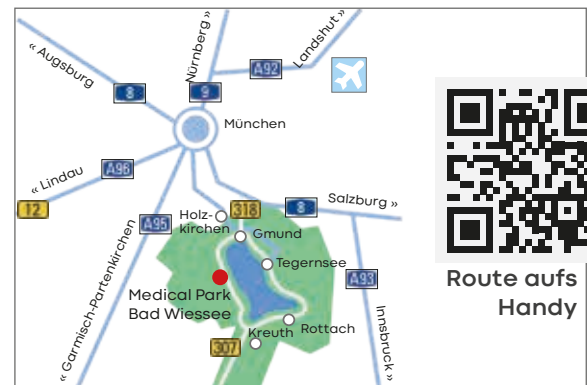 Nürnberg »
Landshut »
« Augsburg
A92
8
9
München
A96
« Lindau
12
Salzburg »
Holz-
kirchen
318
8
A95
Gmund
Tegernsee
A93
Medical Park
Bad Wiessee
« Garmisch-Partenkirchen
Kreuth
Rottach
307
Innsbruck »
Route aufs
Handy